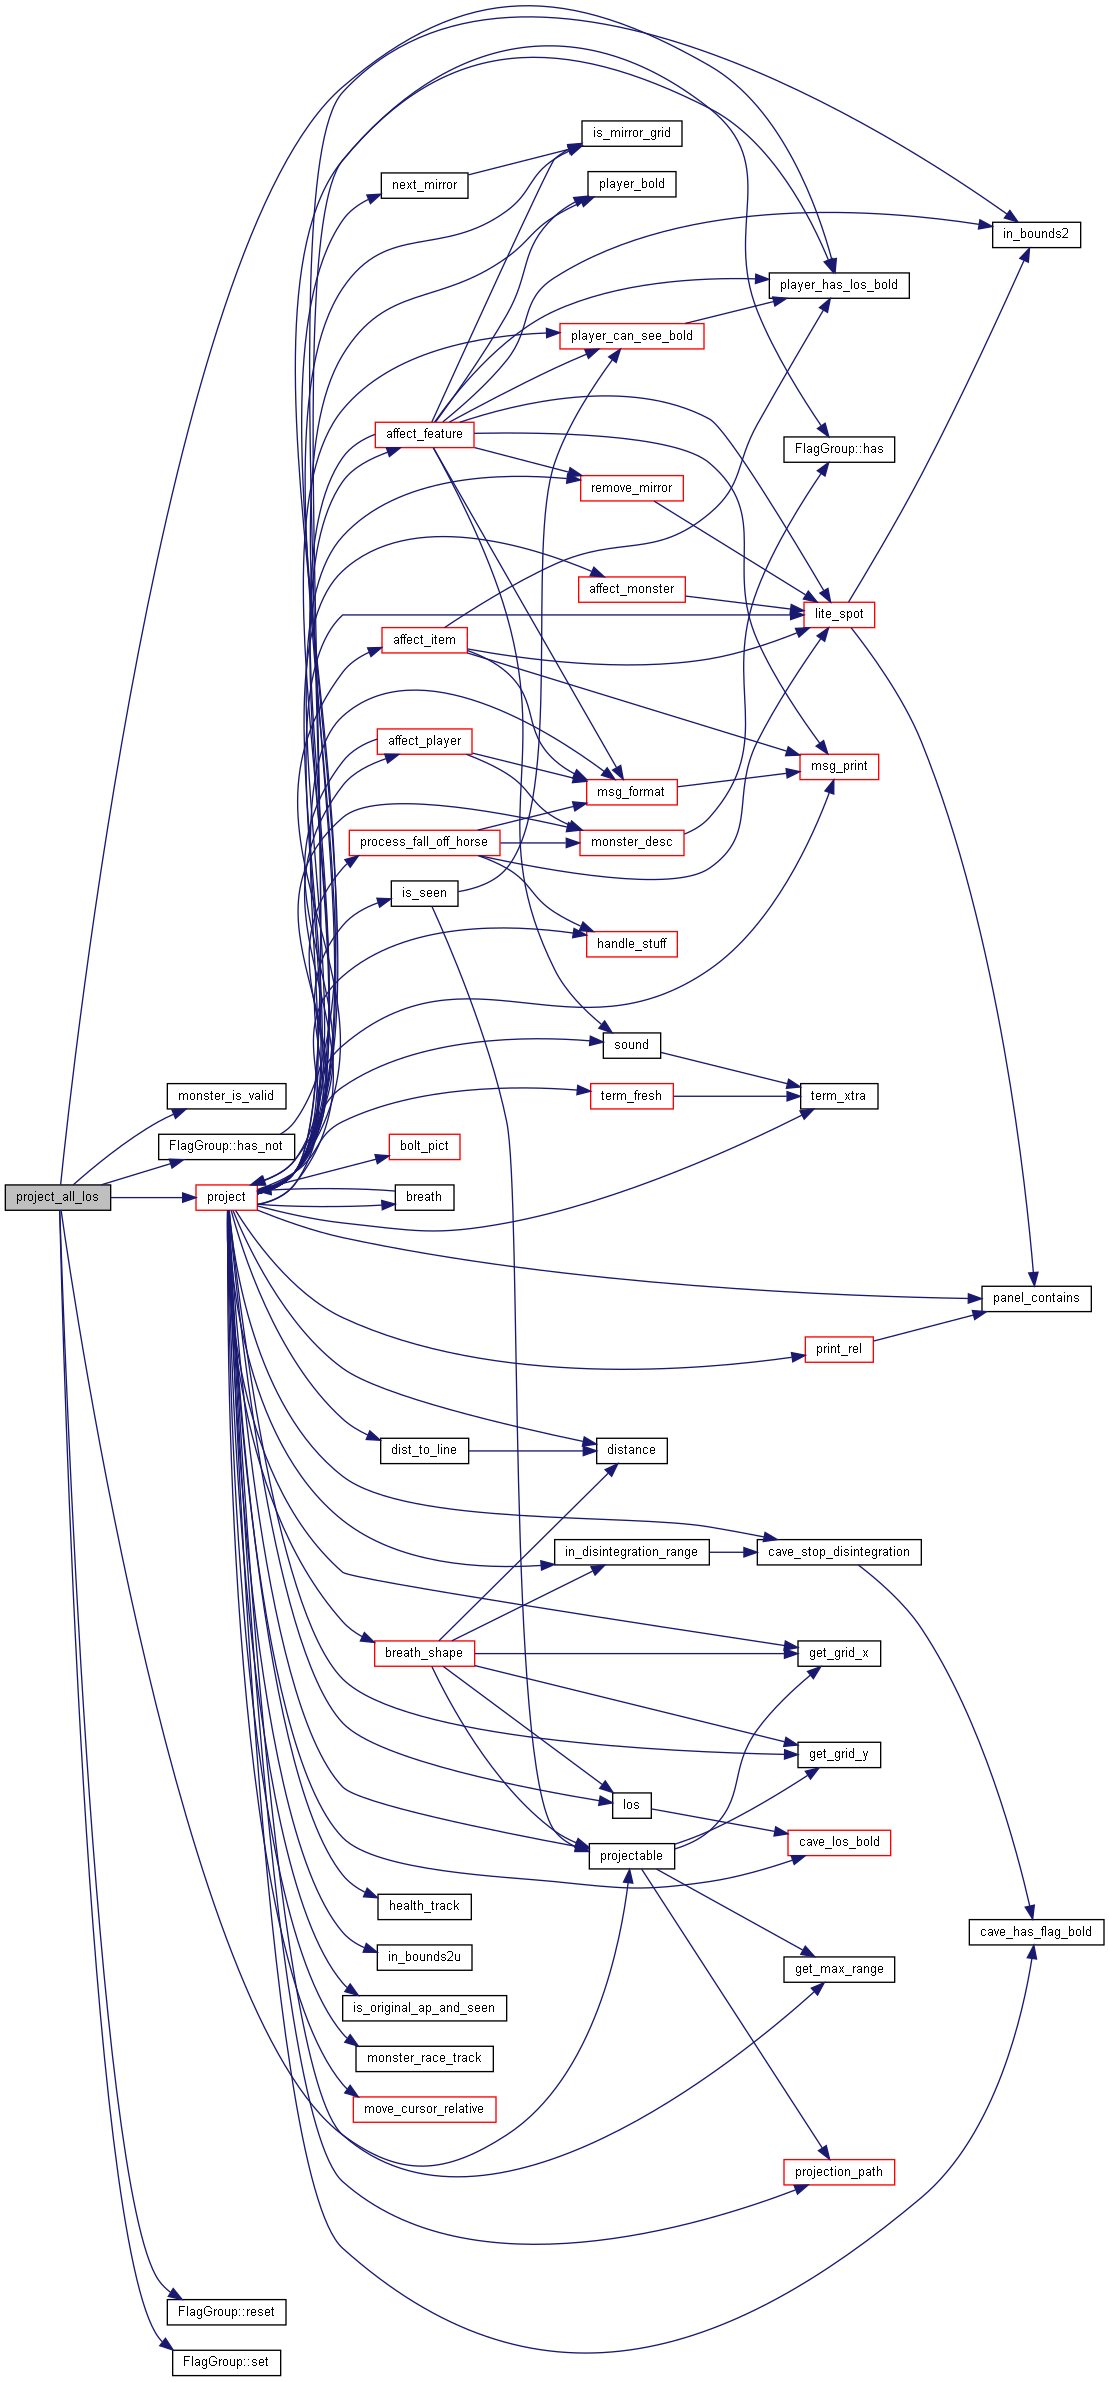 is_mirror_grid
next_mirror
player_bold
in_bounds2
player_has_los_bold
player_can_see_bold
affect_feature
FlagGroup::has
remove_mirror
affect_monster
lite_spot
affect_item
affect_player
msg_print
msg_format
process_fall_off_horse
monster_desc
is_seen
handle_stuff
sound
monster_is_valid
term_fresh
term_xtra
FlagGroup::has_not
bolt_pict
project_all_los
project
breath
panel_contains
print_rel
dist_to_line
distance
in_disintegration_range
cave_stop_disintegration
breath_shape
get_grid_x
get_grid_y
los
cave_los_bold
projectable
health_track
cave_has_flag_bold
in_bounds2u
get_max_range
is_original_ap_and_seen
monster_race_track
move_cursor_relative
projection_path
FlagGroup::reset
FlagGroup::set